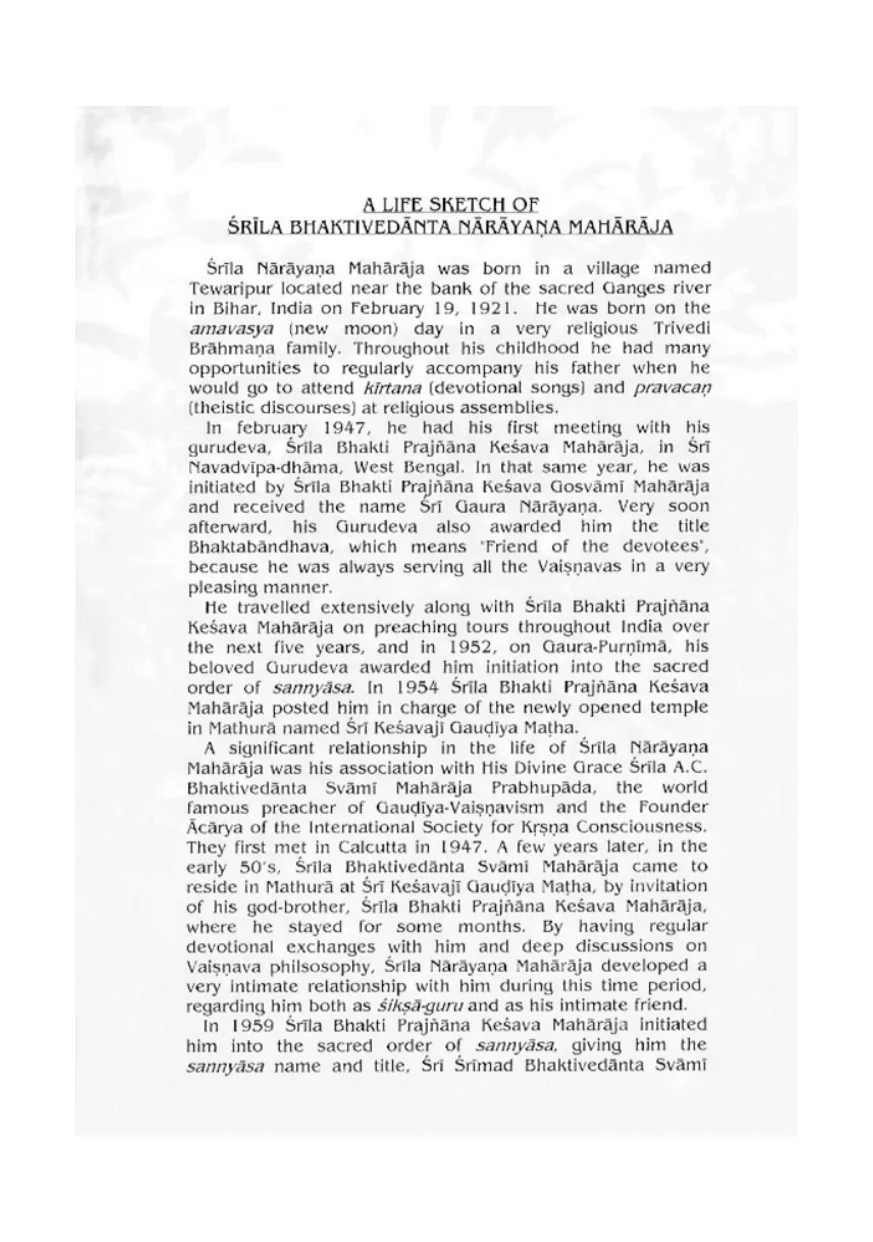 A LIFE SKETCH OF
ŚRĪLA BHAKTIVEDĀNTA NĀRĀYAṆA MAHĀRĀJA
Śrīla Nārāyaṇa Mahārāja was born in a village named
Tewaripur located near the bank of the sacred Ganges river
in Bihar, India on February 19, 1921. He was born on the
amavasya (new moon) day in a very religious Trivedi
Brāhmaṇa family. Throughout his childhood he had many
opportunities to regularly accompany his father when he
would go to attend kīrtana (devotional songs) and pravacaṇ
(theistic discourses) at religious assemblies.
In february 1947, he had his first meeting with his
gurudeva, Śrīla Bhakti Prajñāna Keśava Mahārāja, in Śrī
Navadvīpa-dhāma, West Bengal. In that same year, he was
initiated by Śrīla Bhakti Prajñāna Keśava Gosvāmī Mahārāja
and received the name Śrī Gaura Nārāyaṇa. Very soon
afterward, his Gurudeva also awarded him the title
Bhaktabāndhava, which means "Friend of the devotees",
because he was always serving all the Vaiṣṇavas in a very
pleasing manner.
He travelled extensively along with Śrīla Bhakti Prajñāna
Keśava Mahārāja on preaching tours throughout India over
the next five years, and in 1952, on Gaura-Purṇīmā, his
beloved Gurudeva awarded him initiation into the sacred
order of sannyāsa. In 1954 Śrīla Bhakti Prajñāna Keśava
Mahārāja posted him in charge of the newly opened temple
in Mathurā named Śrī Keśavajī Gauḍīya Maṭha.
A significant relationship in the life of Śrīla Nārāyaṇa
Mahārāja was his association with His Divine Grace Śrīla A.C.
Bhaktivedānta Svāmī Mahārāja Prabhupāda, the world
famous preacher of Gauḍīya-Vaiṣṇavism and the Founder
Ācārya of the International Society for Kṛṣṇa Consciousness.
They first met in Calcutta in 1947. A few years later, in the
early 50's, Śrīla Bhaktivedānta Svāmī Mahārāja came to
reside in Mathurā at Śrī Keśavajī Gauḍīya Maṭha, by invitation
of his god-brother, Śrīla Bhakti Prajñāna Keśava Mahārāja,
where he stayed for some months. By having regular
devotional exchanges with him and deep discussions on
Vaiṣṇava philsosophy, Śrīla Nārāyaṇa Mahārāja developed a
very intimate relationship with him during this time period,
regarding him both as śikṣā-guru and as his intimate friend.
In 1959 Śrīla Bhakti Prajñāna Keśava Mahārāja initiated
him into the sacred order of sannyāsa, giving him the
sannyāsa name and title, Śrī Śrīmad Bhaktivedānta Svāmī